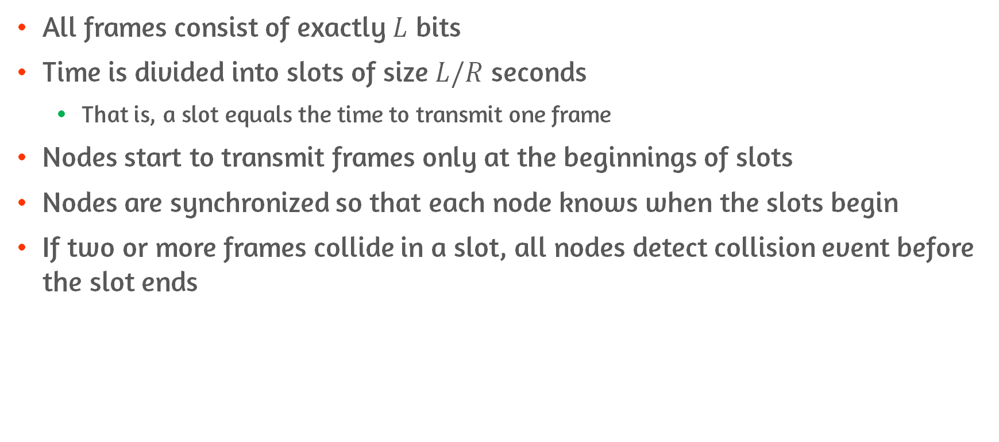 • All frames consist of exactly L bits
• Time is divided into slots of size L/R seconds
• That is, a slot equals the time to transmit one frame
• Nodes start to transmit frames only at the beginnings of slots
• Nodes are synchronized so that each node knows when the slots begin
• If two or more frames collide in a slot, all nodes detect collision event before
the slot ends